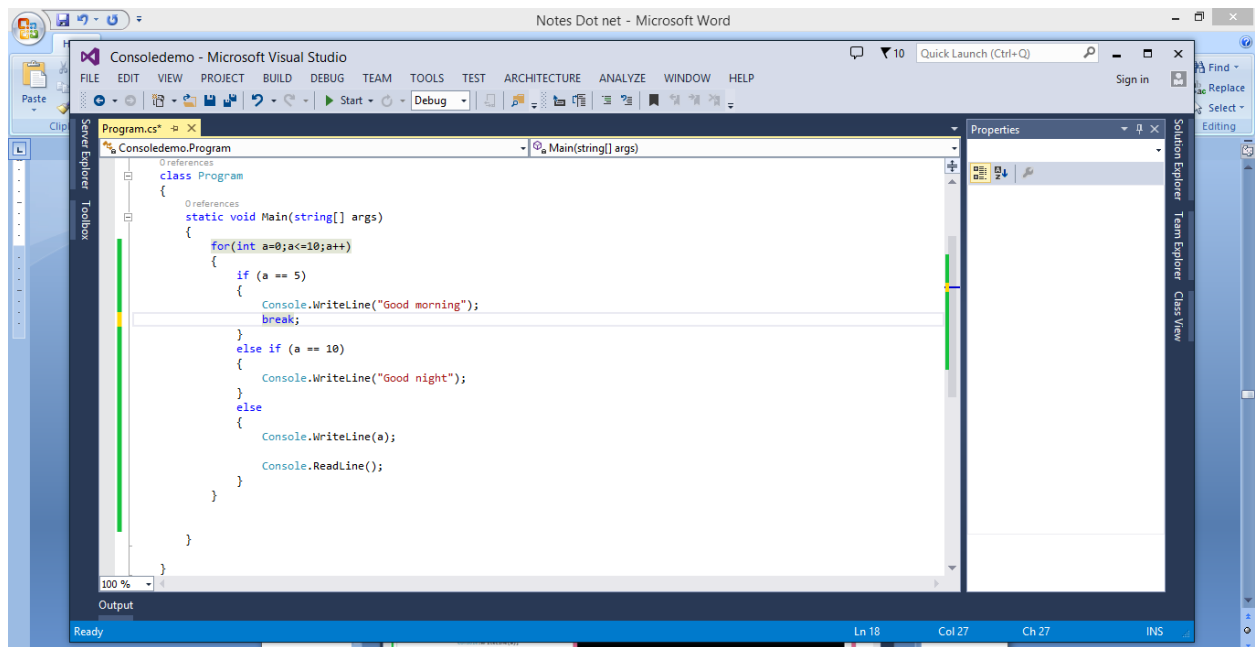 Notes Dot net - Microsoft Word
Consoledemo - Microsoft Visual Studio
10
Quick Launch (Ctrl+Q)
FILE EDIT VIEW PROJECT BUILD DEBUG TEAM TOOLS TEST ARCHITECTURE ANALYZE WINDOW HELP
Sign in
Find
Replace
Select
Editing
Paste
Clip
Start
Debug
Server Explorer
Toolbox
Program.cs*
Consoledemo.Program
Main(string[] args)
0 references
class Program
{
0 references
static void Main(string[] args)
{
for(int a=0;a<=10;a++)
{
if (a == 5)
{
Console.WriteLine("Good morning");
break;
}
else if (a == 10)
{
Console.WriteLine("Good night");
}
else
{
Console.WriteLine(a);
Console.ReadLine();
}
}
}
}
100 %
Properties
Solution Explorer
Team Explorer
Class View
Output
Ready
Ln 18 Col 27 Ch 27 INS